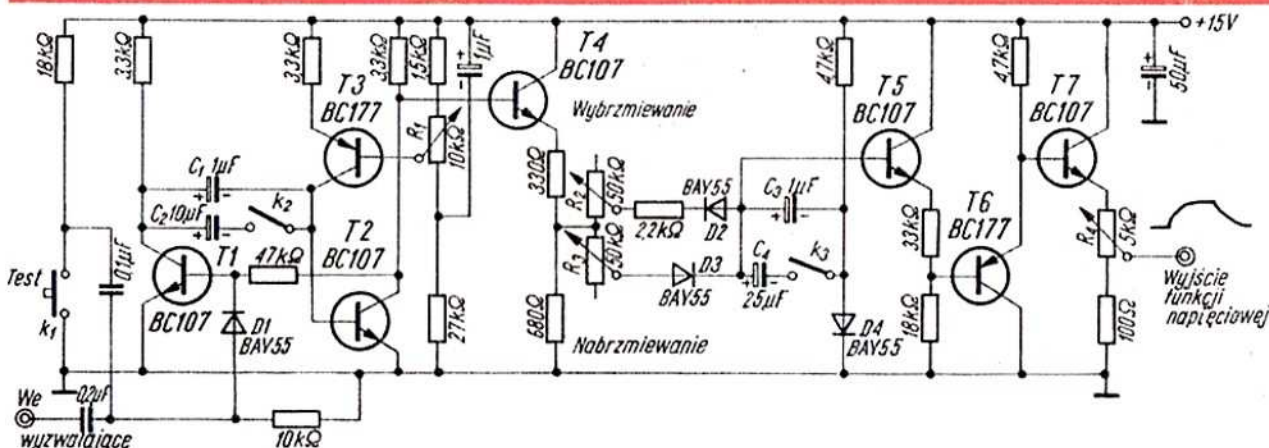 +15V
18kΩ
3,3kΩ
33kΩ
3,3kΩ
1,5kΩ
+
1µF
-
T4
BC107
47kΩ
T5
BC107
4,7kΩ
T7
BC107
+
50µF
-
T3
BC177
R1
10kΩ
Wybrzmiewanie
C1 1µF
+ -
C2 10µF
+ -
k2
330Ω
R2
50kΩ
BAY55
D2
2,2kΩ
C3 1µF
+ -
T6
BC177
33kΩ
R4
5kΩ
Test
k1
0,1µF
T1
BC107
47kΩ
T2
BC107
R3
50kΩ
D3
BAY55
C4
+ -
25µF
k3
Wyjście
funkcji
napięciowej
D1
BAY55
27kΩ
680Ω
Nabrzmiewanie
D4
BAY55
18kΩ
100Ω
We
wyzwalające
0,2µF
10kΩ